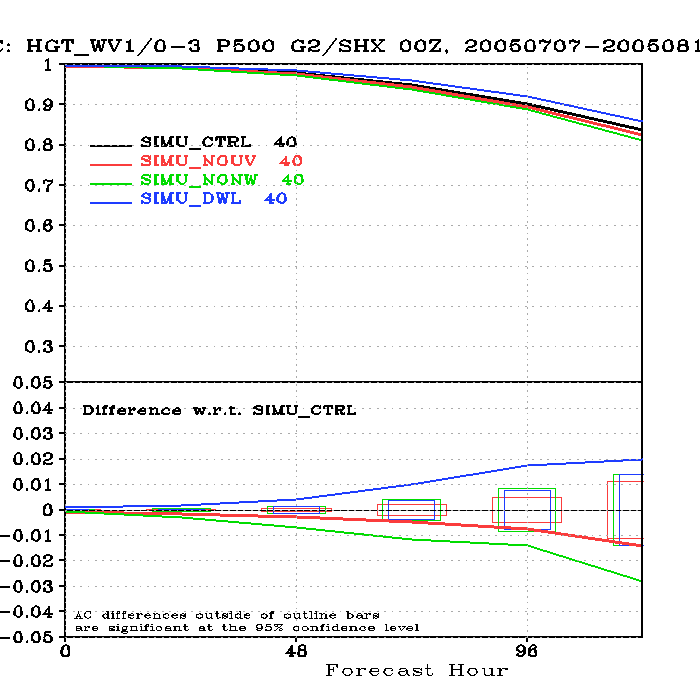 C: HGT_WV1/0-3 P500 G2/SHX 00Z, 20050707-2005081
1
0.9
0.8
SIMU_CTRL 40
SIMU_NOUV 40
SIMU_NONW 40
SIMU_DWL 40
0.7
0.6
0.5
0.4
0.3
0.05
0.04
Difference w.r.t. SIMU_CTRL
0.03
0.02
0.01
0
-0.01
-0.02
-0.03
-0.04
AC differences outside of outline bars
are significant at the 95% confidence level
-0.05
0 48 96
Forecast Hour